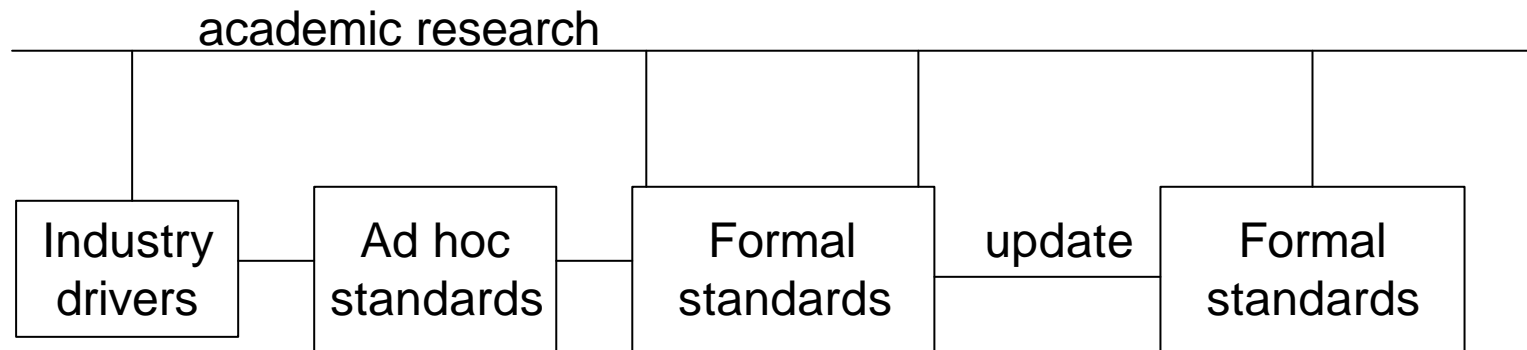 academic research
Industry
drivers
Ad hoc
standards
Formal
standards
update
Formal
standards